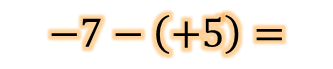 −7 − (+5) =